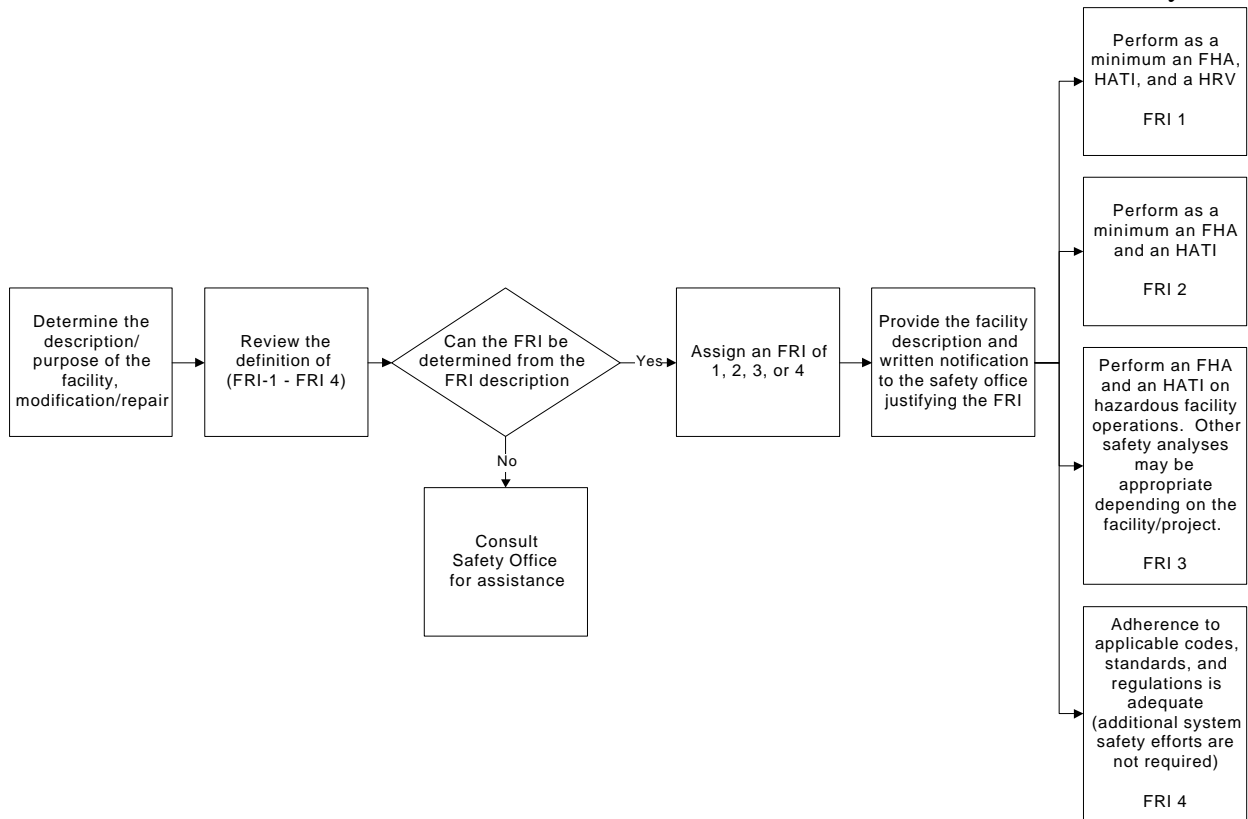 Determine the
description/
purpose of the
facility,
modification/repair
Review the
definition of
(FRI-1 - FRI 4)
Can the FRI be
determined from the
FRI description
Yes
No
Consult
Safety Office
for assistance
Assign an FRI of
1, 2, 3, or 4
Provide the facility
description and
written notification
to the safety office
justifying the FRI
Perform as a
minimum an FHA,
HATI, and a HRV
FRI 1
Perform as a
minimum an FHA
and an HATI
FRI 2
Perform an FHA
and an HATI on
hazardous facility
operations. Other
safety analyses
may be
appropriate
depending on the
facility/project.
FRI 3
Adherence to
applicable codes,
standards, and
regulations is
adequate
(additional system
safety efforts are
not required)
FRI 4